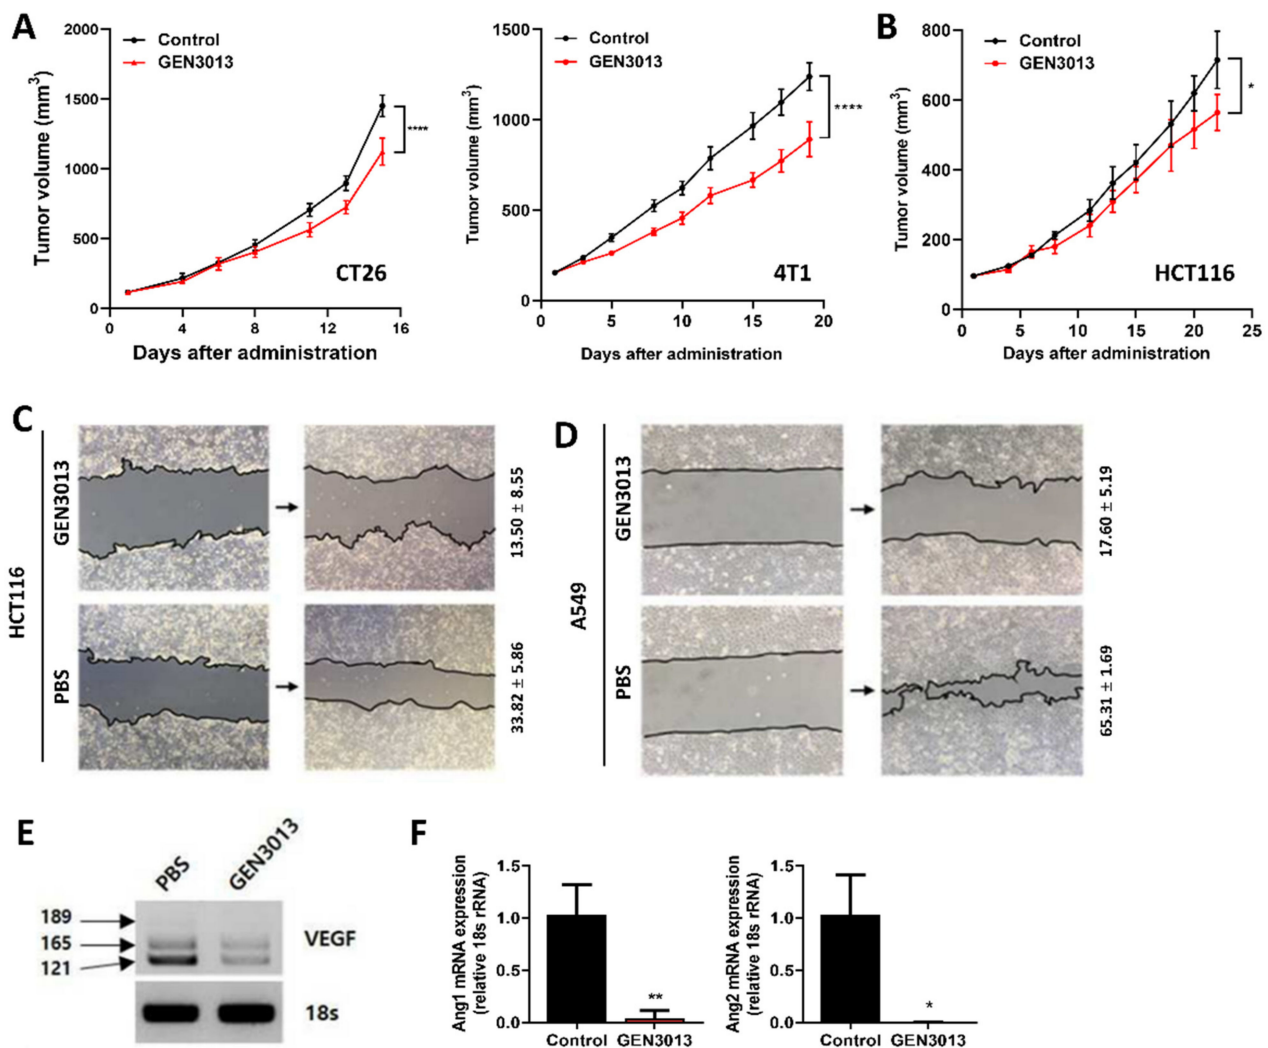 A
2000
1500
1000
500
0
Tumor volume (mm³)
Control
GEN3013
****
CT26
0 4 8 12 16
Days after administration
1500
1000
500
0
Tumor volume (mm³)
Control
GEN3013
****
4T1
0 5 10 15 20
Days after administration
B
800
600
400
200
0
Tumor volume (mm³)
Control
GEN3013
*
HCT116
0 5 10 15 20 25
Days after administration
C
HCT116
GEN3013
13.50 ± 8.55
PBS
33.82 ± 5.86
D
A549
GEN3013
17.60 ± 5.19
PBS
65.31 ± 1.69
E
PBS GEN3013
189
165
121
VEGF
18s
F
Ang1 mRNA expression
(relative 18s rRNA)
1.5
1.0
0.5
0.0
**
Control GEN3013
Ang2 mRNA expression
(relative 18s rRNA)
1.5
1.0
0.5
0.0
*
Control GEN3013